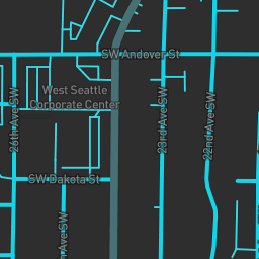 SW Andover St
West Seattle
Corporate Center
26th Ave SW
23rd Ave SW
22nd Ave SW
SW Dakota St
Ave SW